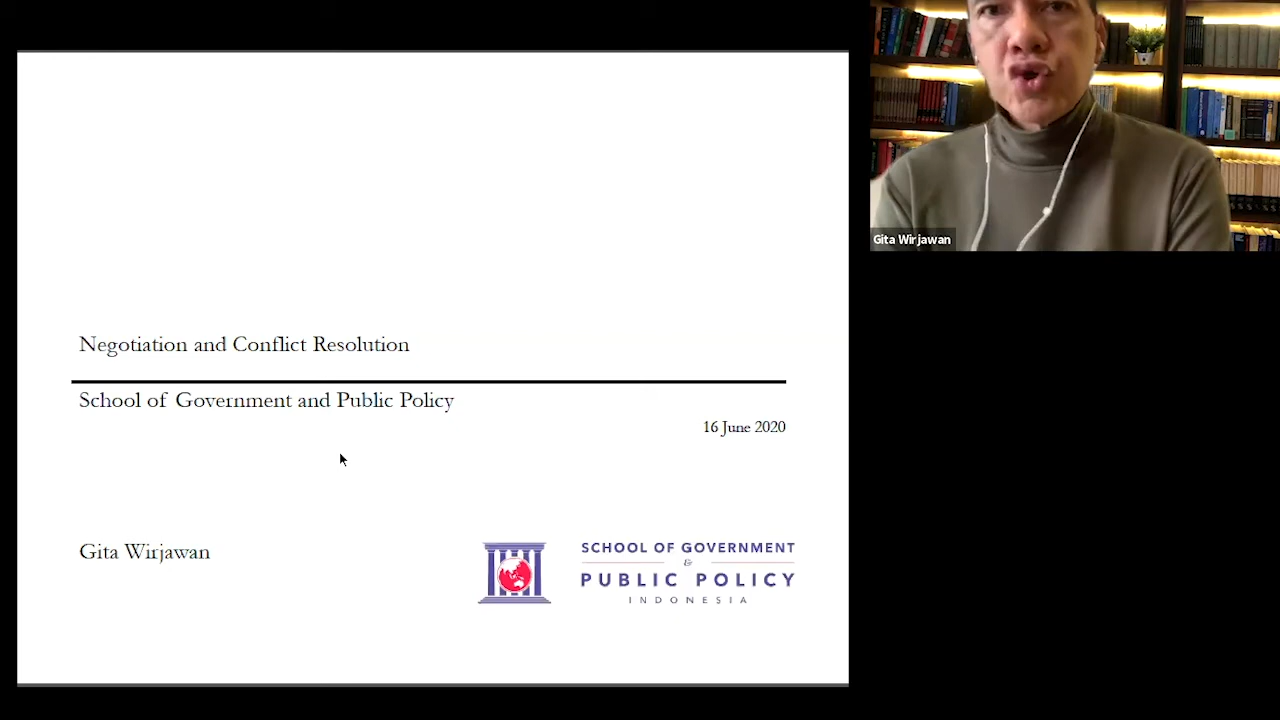 Negotiation and Conflict Resolution
School of Government and Public Policy
16 June 2020
Gita Wirjawan
SCHOOL OF GOVERNMENT
&
PUBLIC POLICY
INDONESIA
Gita Wirjawan